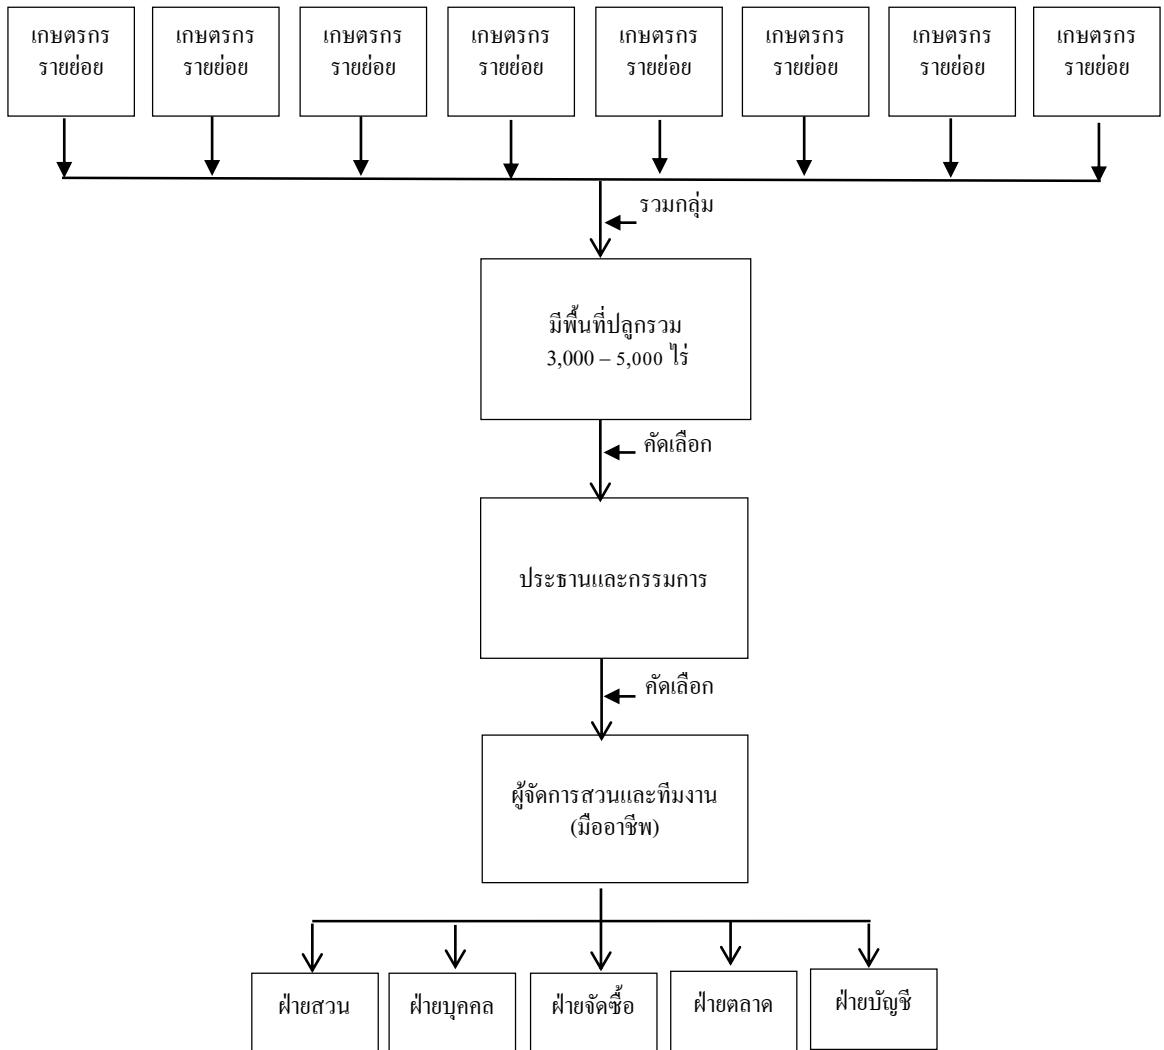 เกษตรกร
รายย่อย
เกษตรกร
รายย่อย
เกษตรกร
รายย่อย
เกษตรกร
รายย่อย
เกษตรกร
รายย่อย
เกษตรกร
รายย่อย
เกษตรกร
รายย่อย
เกษตรกร
รายย่อย
รวมกลุ่ม
มีพื้นที่ปลูกรวม
3,000 – 5,000 ไร่
คัดเลือก
ประธานและกรรมการ
คัดเลือก
ผู้จัดการสวนและทีมงาน
(มืออาชีพ)
ฝ่ายสวน
ฝ่ายบุคคล
ฝ่ายจัดซื้อ
ฝ่ายตลาด
ฝ่ายบัญชี